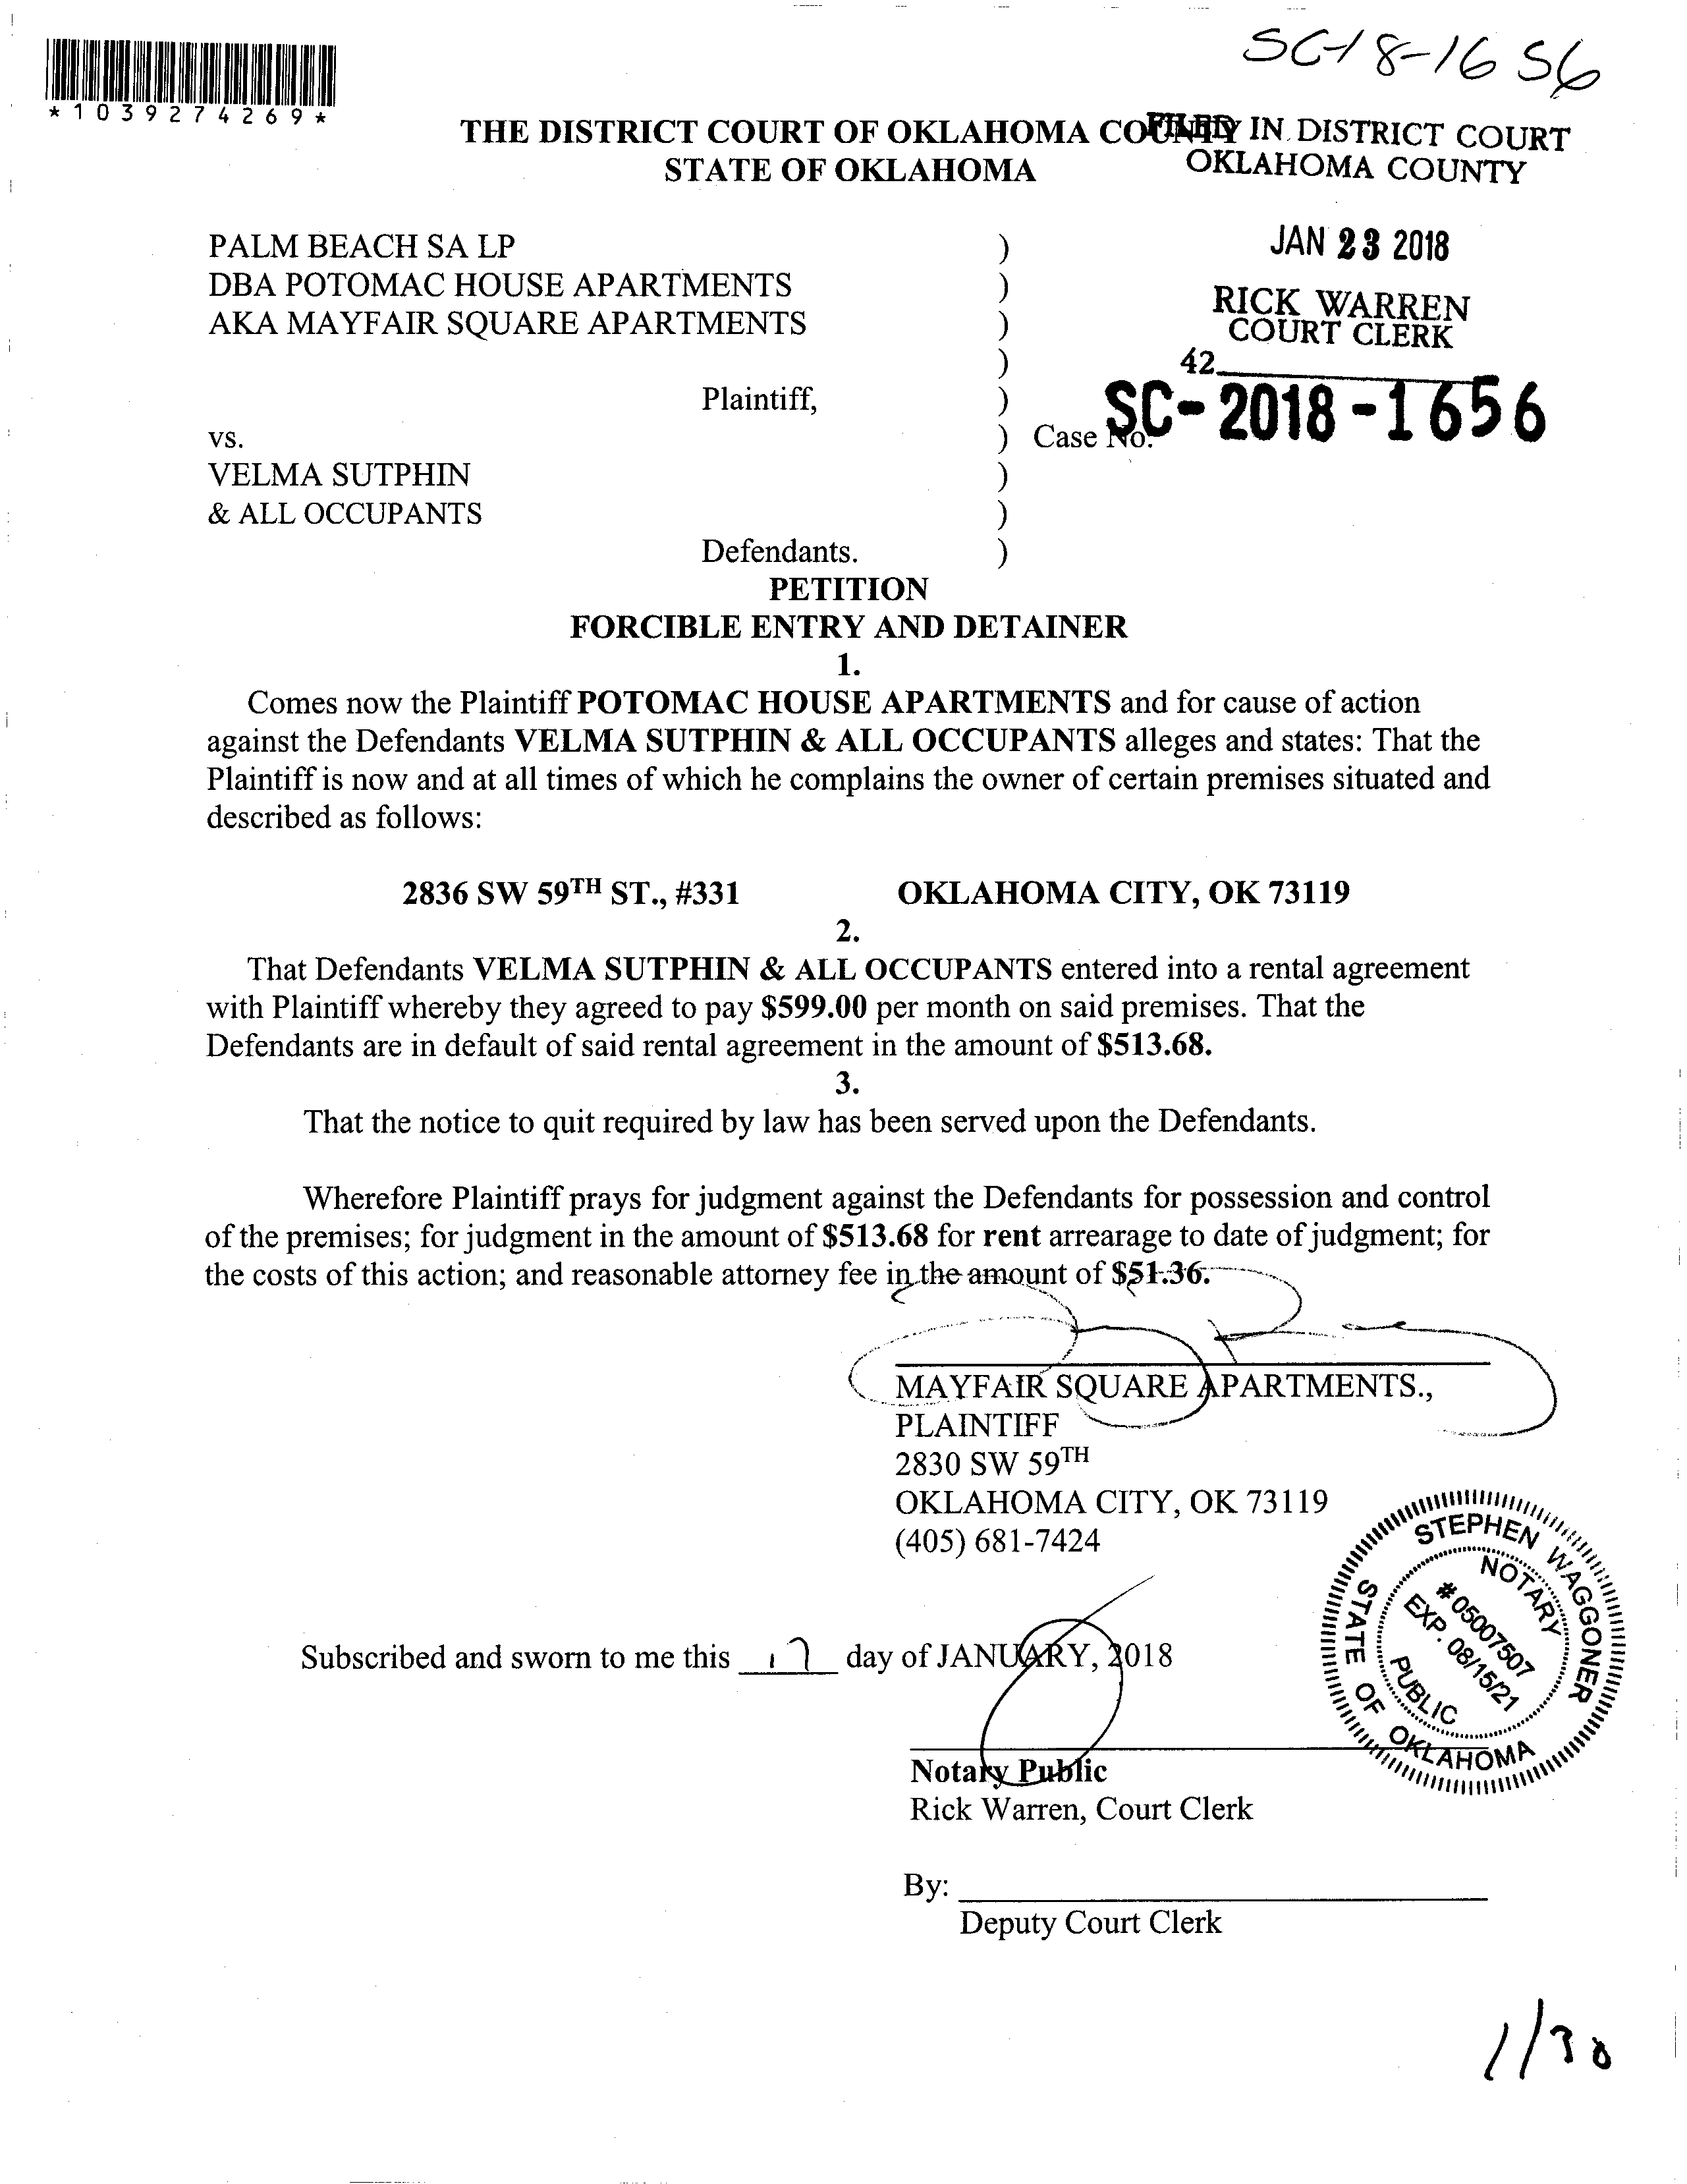 SC-18-1656
*1039274269*
THE DISTRICT COURT OF OKLAHOMA COUNTY
STATE OF OKLAHOMA
FILED IN DISTRICT COURT
OKLAHOMA COUNTY
JAN 23 2018
RICK WARREN
COURT CLERK
42
PALM BEACH SA LP )
DBA POTOMAC HOUSE APARTMENTS )
AKA MAYFAIR SQUARE APARTMENTS )
)
Plaintiff, )
vs. ) Case No. SC-2018-1656
VELMA SUTPHIN )
& ALL OCCUPANTS )
Defendants. )
PETITION
FORCIBLE ENTRY AND DETAINER
1.
Comes now the Plaintiff POTOMAC HOUSE APARTMENTS and for cause of action
against the Defendants VELMA SUTPHIN & ALL OCCUPANTS alleges and states: That the
Plaintiff is now and at all times of which he complains the owner of certain premises situated and
described as follows:
2836 SW 59TH ST., #331 OKLAHOMA CITY, OK 73119
2.
That Defendants VELMA SUTPHIN & ALL OCCUPANTS entered into a rental agreement
with Plaintiff whereby they agreed to pay $599.00 per month on said premises. That the
Defendants are in default of said rental agreement in the amount of $513.68.
3.
That the notice to quit required by law has been served upon the Defendants.
Wherefore Plaintiff prays for judgment against the Defendants for possession and control
of the premises; for judgment in the amount of $513.68 for rent arrearage to date of judgment; for
the costs of this action; and reasonable attorney fee in the amount of $51.36.
MAYFAIR SQUARE APARTMENTS.,
PLAINTIFF
2830 SW 59TH
OKLAHOMA CITY, OK 73119
(405) 681-7424
STEPHEN WAGGONER
NOTARY
#05007507
EXP. 08/15/21
PUBLIC
STATE OF OKLAHOMA
Subscribed and sworn to me this 17 day of JANUARY, 2018
Notary Public
Rick Warren, Court Clerk
By:
Deputy Court Clerk
1/30